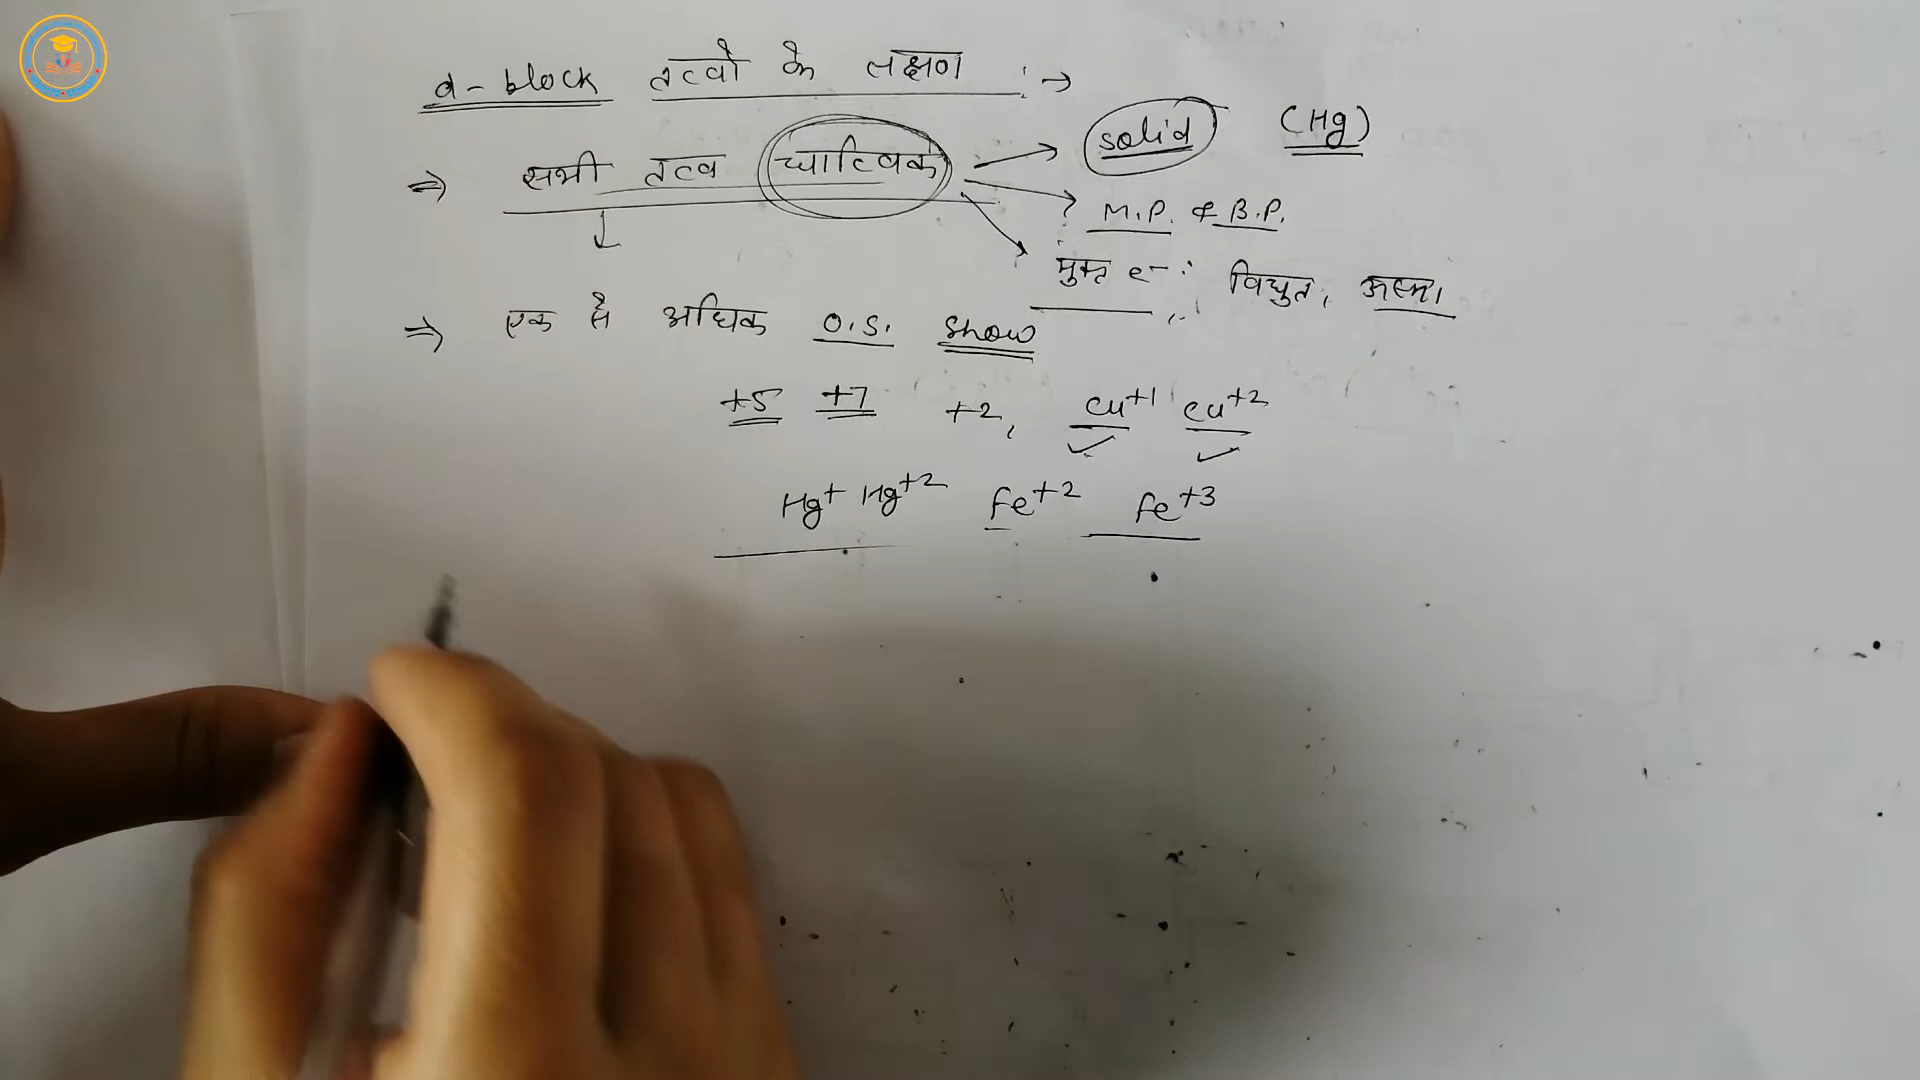 d-block तत्वो के लक्षण :→
⇒ सभी तत्व धात्विक → solid (Hg)
→ M.P. & B.P.
→ मुक्त e- : विद्युत, ऊष्मा
⇒ एक से अधिक O.S. show
+5 +7 +2, Cu+1 Cu+2
Hg+ Hg+2 Fe+2 Fe+3